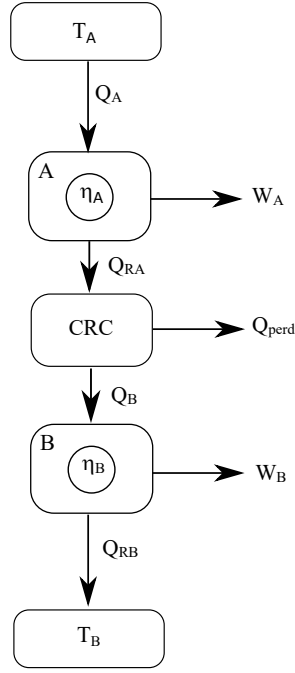 T_A
Q_A
A
η_A
W_A
Q_RA
CRC
Q_perd
Q_B
B
η_B
W_B
Q_RB
T_B